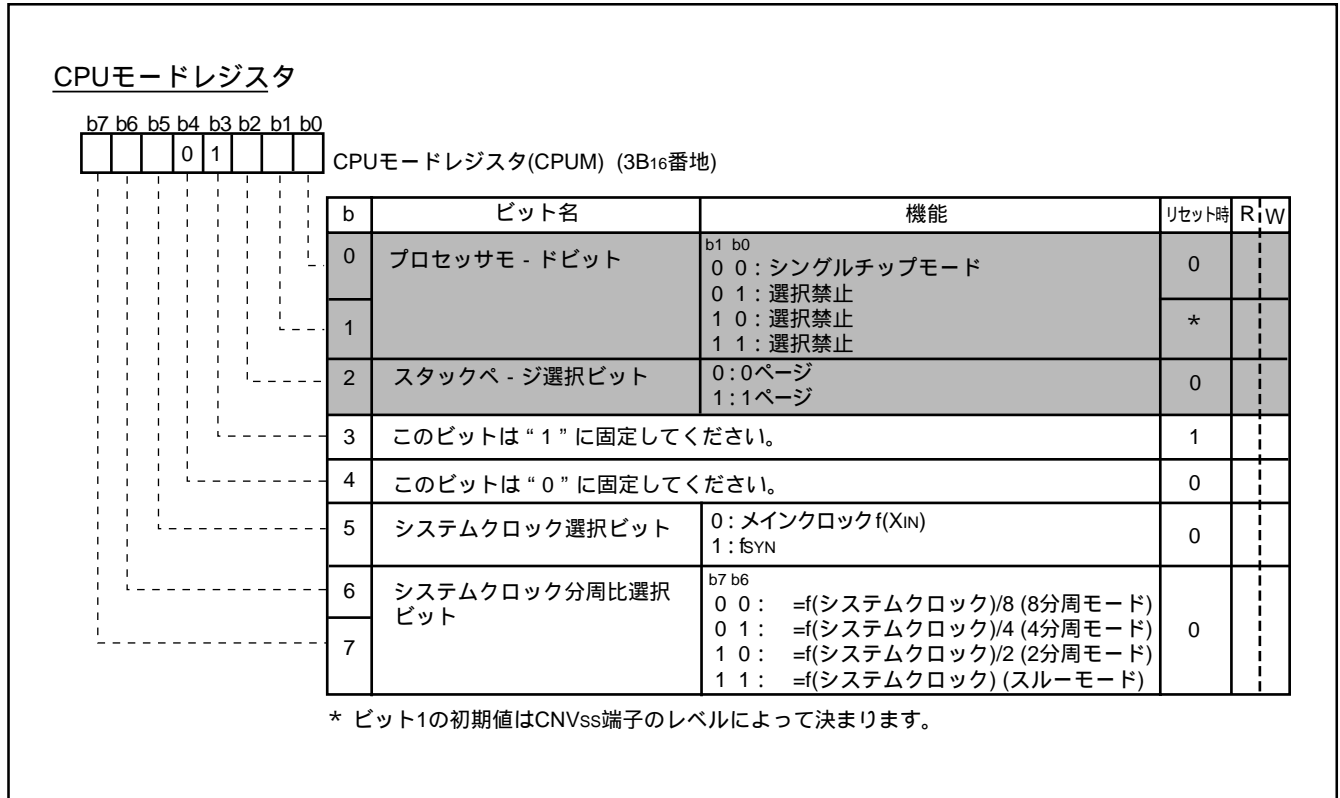 CPUモードレジスタ
b7 b6 b5 b4 b3 b2 b1 b0
0 1
CPUモードレジスタ(CPUM) (3B16番地)
b ビット名 機能 リセット時 R W
0 プロセッサモ - ドビット b1 b0
0 0 : シングルチップモード 0
0 1 : 選択禁止
1 1 0 : 選択禁止 *
1 1 : 選択禁止
2 スタックペ - ジ選択ビット 0 : 0ページ 0
1 : 1ページ
3 このビットは “ 1 ” に固定してください。 1
4 このビットは “ 0 ” に固定してください。 0
5 システムクロック選択ビット 0 : メインクロック f(XIN) 0
1 : fSYN
6 システムクロック分周比選択 b7 b6
ビット 0 0 : =f(システムクロック)/8 (8分周モード)
0 1 : =f(システムクロック)/4 (4分周モード) 0
7 1 0 : =f(システムクロック)/2 (2分周モード)
1 1 : =f(システムクロック) (スルーモード)
* ビット1の初期値はCNVSS端子のレベルによって決まります。